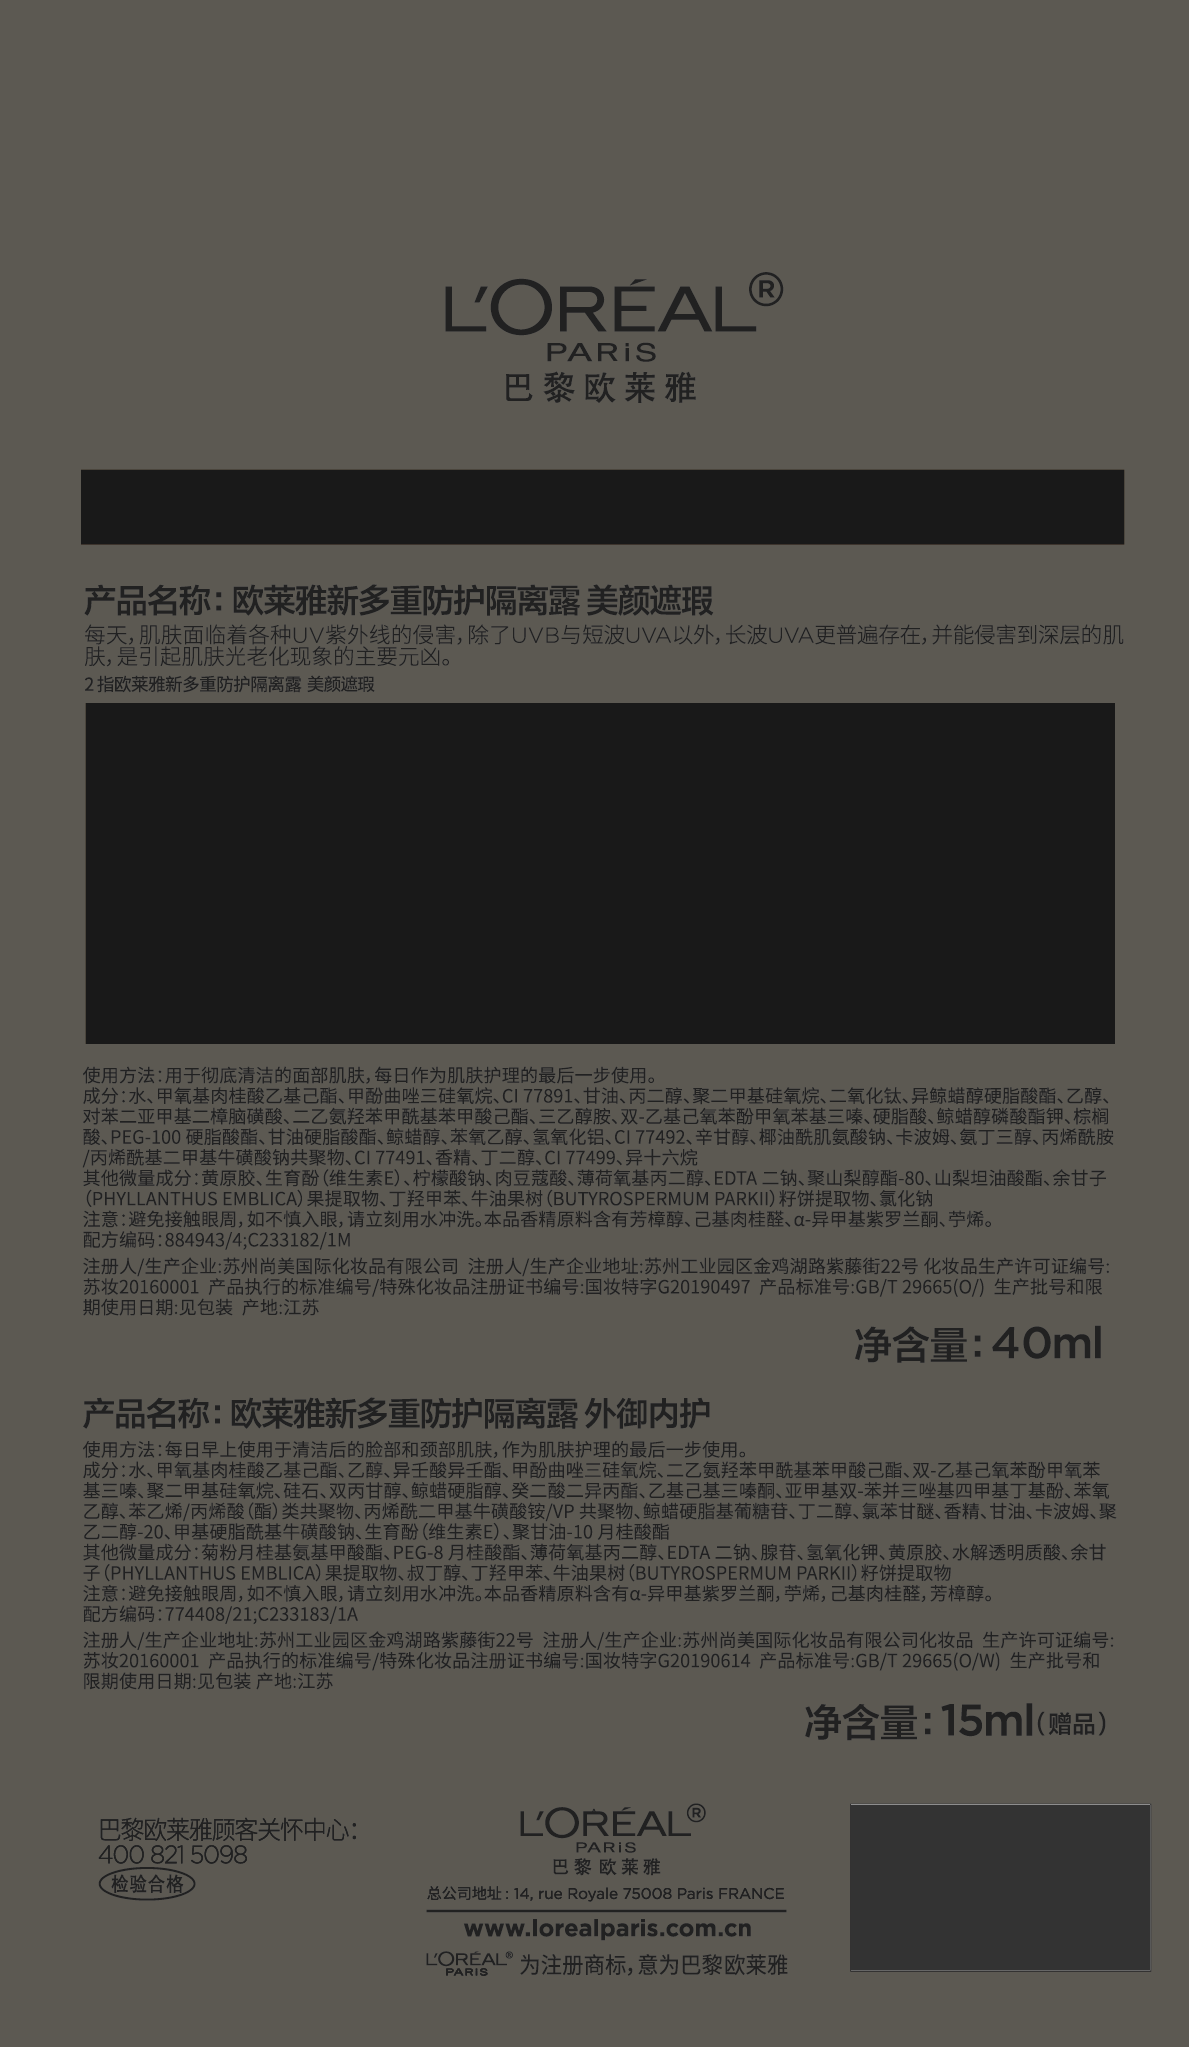 L'ORÉAL®
PARiS
巴黎欧莱雅
产品名称：欧莱雅新多重防护隔离露 美颜遮瑕
每天，肌肤面临着各种UV紫外线的侵害，除了UVB与短波UVA以外，长波UVA更普遍存在，并能侵害到深层的肌
肤，是引起肌肤光老化现象的主要元凶。
2 指欧莱雅新多重防护隔离露 美颜遮瑕
使用方法：用于彻底清洁的面部肌肤，每日作为肌肤护理的最后一步使用。
成分：水、甲氧基肉桂酸乙基己酯、甲酚曲唑三硅氧烷、CI 77891、甘油、丙二醇、聚二甲基硅氧烷、二氧化钛、异鲸蜡醇硬脂酸酯、乙醇、
对苯二亚甲基二樟脑磺酸、二乙氨羟苯甲酰基苯甲酸己酯、三乙醇胺、双-乙基己氧苯酚甲氧苯基三嗪、硬脂酸、鲸蜡醇磷酸酯钾、棕榈
酸、PEG-100 硬脂酸酯、甘油硬脂酸酯、鲸蜡醇、苯氧乙醇、氢氧化铝、CI 77492、辛甘醇、椰油酰肌氨酸钠、卡波姆、氨丁三醇、丙烯酰胺
/丙烯酰基二甲基牛磺酸钠共聚物、CI 77491、香精、丁二醇、CI 77499、异十六烷
其他微量成分：黄原胶、生育酚（维生素E）、柠檬酸钠、肉豆蔻酸、薄荷氧基丙二醇、EDTA 二钠、聚山梨醇酯-80、山梨坦油酸酯、余甘子
（PHYLLANTHUS EMBLICA）果提取物、丁羟甲苯、牛油果树（BUTYROSPERMUM PARKII）籽饼提取物、氯化钠
注意：避免接触眼周，如不慎入眼，请立刻用水冲洗。本品香精原料含有芳樟醇、己基肉桂醛、α-异甲基紫罗兰酮、苧烯。
配方编码：884943/4;C233182/1M
注册人/生产企业:苏州尚美国际化妆品有限公司 注册人/生产企业地址:苏州工业园区金鸡湖路紫藤街22号 化妆品生产许可证编号:
苏妆20160001 产品执行的标准编号/特殊化妆品注册证书编号:国妆特字G20190497 产品标准号:GB/T 29665(O/) 生产批号和限
期使用日期:见包装 产地:江苏
净含量：40ml
产品名称：欧莱雅新多重防护隔离露 外御内护
使用方法：每日早上使用于清洁后的脸部和颈部肌肤，作为肌肤护理的最后一步使用。
成分：水、甲氧基肉桂酸乙基己酯、乙醇、异壬酸异壬酯、甲酚曲唑三硅氧烷、二乙氨羟苯甲酰基苯甲酸己酯、双-乙基己氧苯酚甲氧苯
基三嗪、聚二甲基硅氧烷、硅石、双丙甘醇、鲸蜡硬脂醇、癸二酸二异丙酯、乙基己基三嗪酮、亚甲基双-苯并三唑基四甲基丁基酚、苯氧
乙醇、苯乙烯/丙烯酸（酯）类共聚物、丙烯酰二甲基牛磺酸铵/VP 共聚物、鲸蜡硬脂基葡糖苷、丁二醇、氯苯甘醚、香精、甘油、卡波姆、聚
乙二醇-20、甲基硬脂酰基牛磺酸钠、生育酚（维生素E）、聚甘油-10 月桂酸酯
其他微量成分：菊粉月桂基氨基甲酸酯、PEG-8 月桂酸酯、薄荷氧基丙二醇、EDTA 二钠、腺苷、氢氧化钾、黄原胶、水解透明质酸、余甘
子（PHYLLANTHUS EMBLICA）果提取物、叔丁醇、丁羟甲苯、牛油果树（BUTYROSPERMUM PARKII）籽饼提取物
注意：避免接触眼周，如不慎入眼，请立刻用水冲洗。本品香精原料含有α-异甲基紫罗兰酮，苧烯，己基肉桂醛，芳樟醇。
配方编码：774408/21;C233183/1A
注册人/生产企业地址:苏州工业园区金鸡湖路紫藤街22号 注册人/生产企业:苏州尚美国际化妆品有限公司化妆品 生产许可证编号:
苏妆20160001 产品执行的标准编号/特殊化妆品注册证书编号:国妆特字G20190614 产品标准号:GB/T 29665(O/W) 生产批号和
限期使用日期:见包装 产地:江苏
净含量：15ml（赠品）
巴黎欧莱雅顾客关怀中心：
400 821 5098
检验合格
L'ORÉAL®
PARiS
巴黎欧莱雅
总公司地址：14, rue Royale 75008 Paris FRANCE
www.lorealparis.com.cn
L'ORÉAL® PARiS 为注册商标，意为巴黎欧莱雅